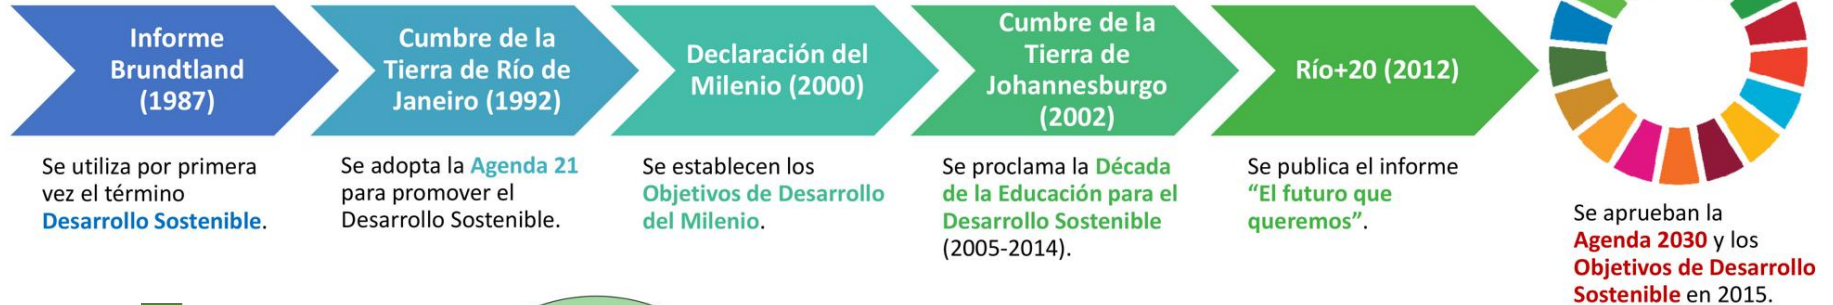 Informe
Brundtland
(1987)
Se utiliza por primera
vez el término
Desarrollo Sostenible.
Cumbre de la
Tierra de Río de
Janeiro (1992)
Se adopta la Agenda 21
para promover el
Desarrollo Sostenible.
Declaración del
Milenio (2000)
Se establecen los
Objetivos de Desarrollo
del Milenio.
Cumbre de la
Tierra de
Johannesburgo
(2002)
Se proclama la Década
de la Educación para el
Desarrollo Sostenible
(2005-2014).
Río+20 (2012)
Se publica el informe
“El futuro que
queremos”.
Se aprueban la
Agenda 2030 y los
Objetivos de Desarrollo
Sostenible en 2015.